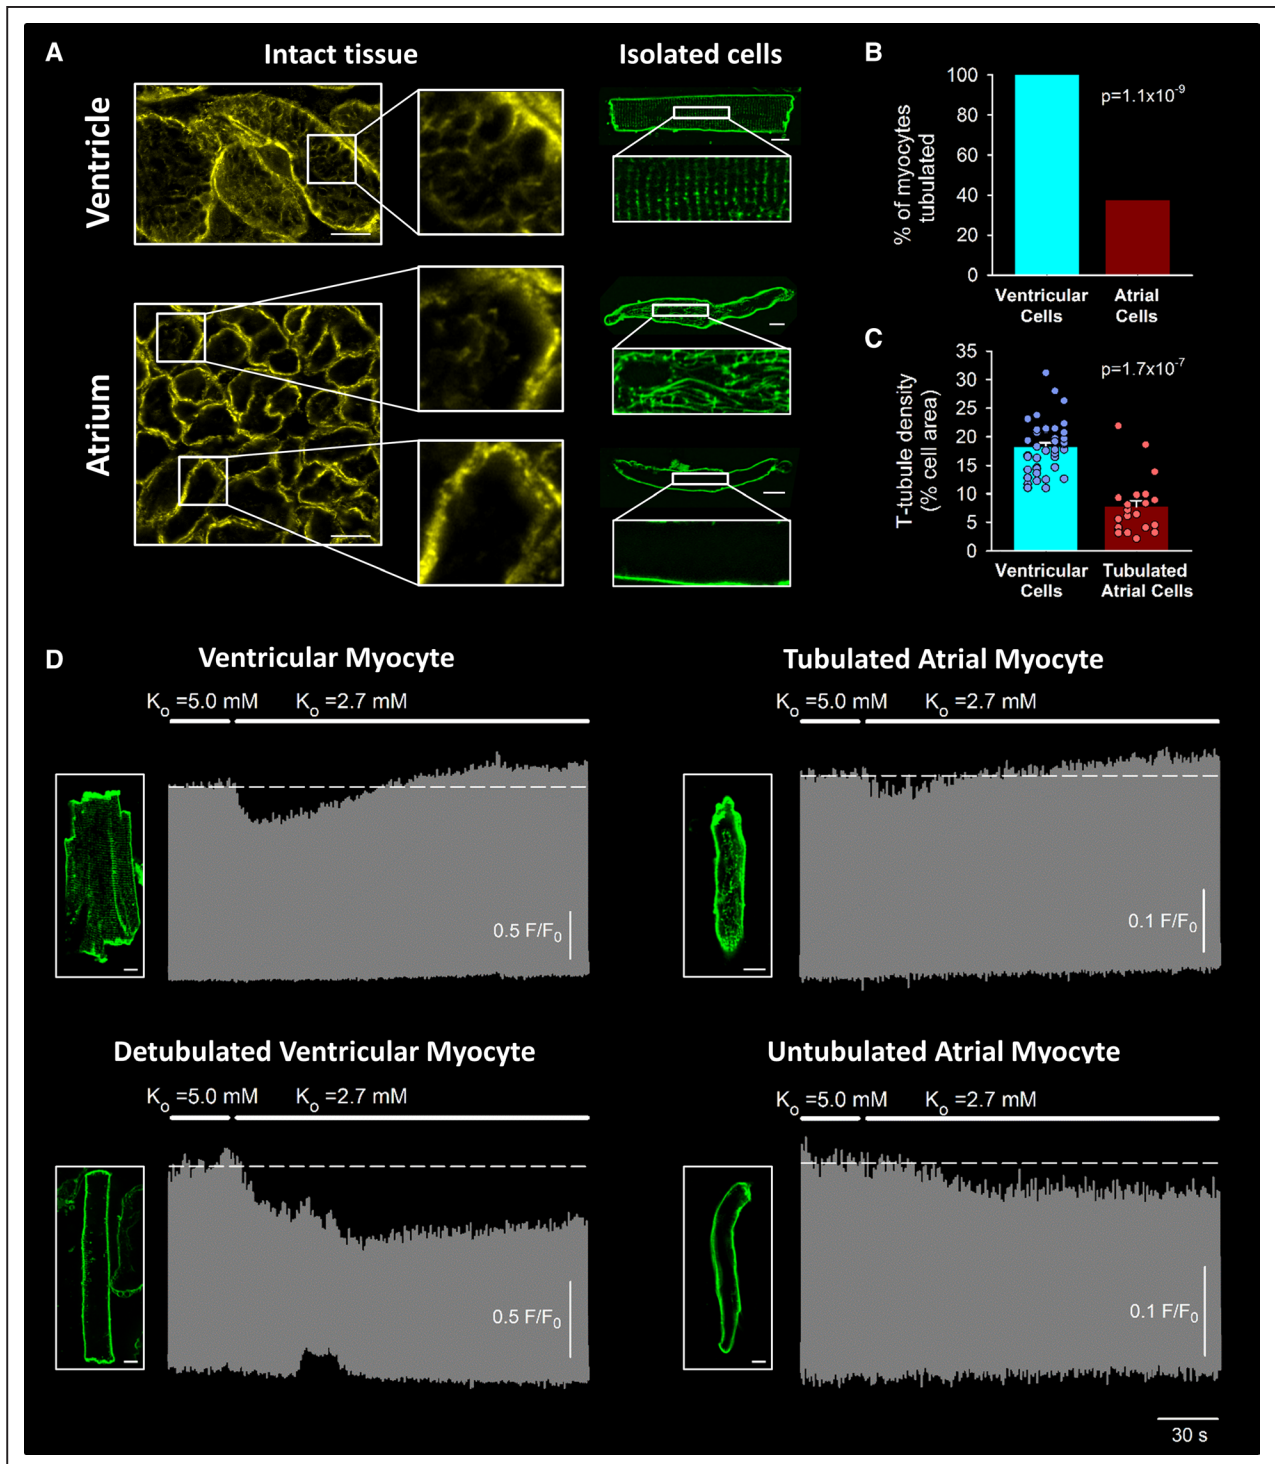 A
Intact tissue
Isolated cells
Ventricle
Atrium
B
% of myocytes
tubulated
100
80
60
40
20
0
p=1.1x10-9
Ventricular
Cells
Atrial
Cells
C
T-tubule density
(% cell area)
35
30
25
20
15
10
5
0
p=1.7x10-7
Ventricular
Cells
Tubulated
Atrial Cells
D
Ventricular Myocyte
Ko =5.0 mM
Ko =2.7 mM
0.5 F/F0
Tubulated Atrial Myocyte
Ko =5.0 mM
Ko =2.7 mM
0.1 F/F0
Detubulated Ventricular Myocyte
Ko =5.0 mM
Ko =2.7 mM
0.5 F/F0
Untubulated Atrial Myocyte
Ko =5.0 mM
Ko =2.7 mM
0.1 F/F0
30 s